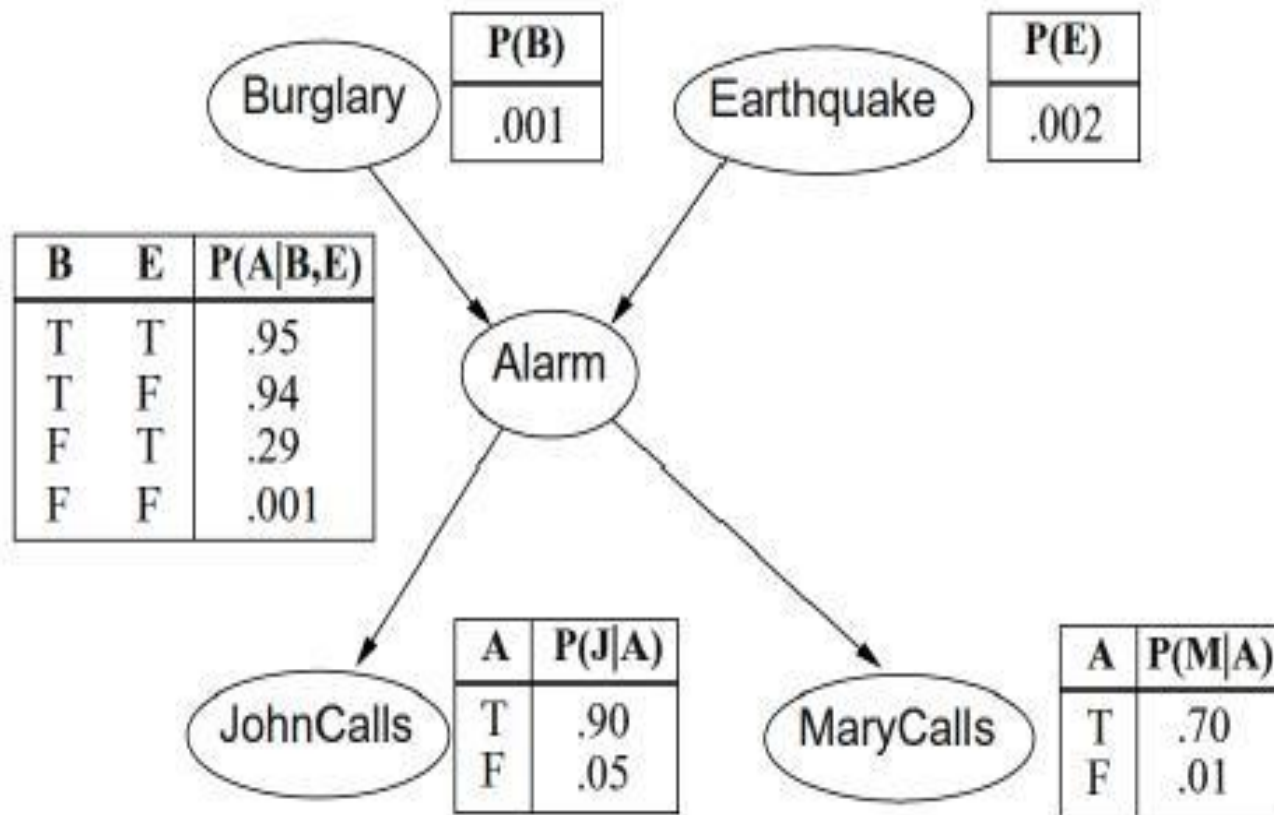 Burglary
P(B)
.001
Earthquake
P(E)
.002
B E P(A|B,E)
T T .95
T F .94
F T .29
F F .001
Alarm
JohnCalls
A P(J|A)
T .90
F .05
MaryCalls
A P(M|A)
T .70
F .01